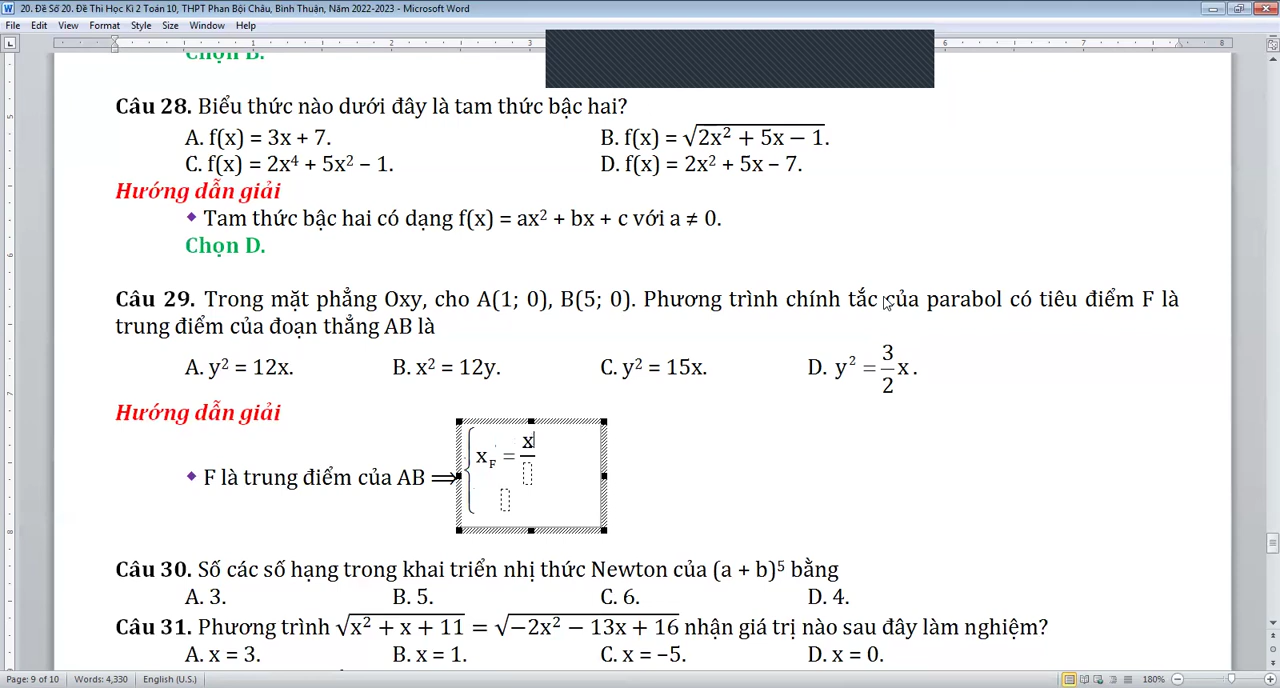 20. Đề Số 20. Đề Thi Học Kì 2 Toán 10, THPT Phan Bội Châu, Bình Thuận, Năm 2022-2023 - Microsoft Word
File Edit View Format Style Size Window Help
1 2 3 6 7 8
Chọn B.
Câu 28. Biểu thức nào dưới đây là tam thức bậc hai?
A. f(x) = 3x + 7. B. f(x) = √(2x² + 5x − 1).
C. f(x) = 2x⁴ + 5x² − 1. D. f(x) = 2x² + 5x − 7.
Hướng dẫn giải
Tam thức bậc hai có dạng f(x) = ax² + bx + c với a ≠ 0.
Chọn D.
Câu 29. Trong mặt phẳng Oxy, cho A(1; 0), B(5; 0). Phương trình chính tắc của parabol có tiêu điểm F là
trung điểm của đoạn thẳng AB là
A. y² = 12x. B. x² = 12y. C. y² = 15x. D. y² = 3/2 x.
Hướng dẫn giải
F là trung điểm của AB ⟹ { x_F = x
Câu 30. Số các số hạng trong khai triển nhị thức Newton của (a + b)⁵ bằng
A. 3. B. 5. C. 6. D. 4.
Câu 31. Phương trình √(x² + x + 11) = √(−2x² − 13x + 16) nhận giá trị nào sau đây làm nghiệm?
A. x = 3. B. x = 1. C. x = −5. D. x = 0.
Page: 9 of 10 Words: 4,330 English (U.S.) 180%